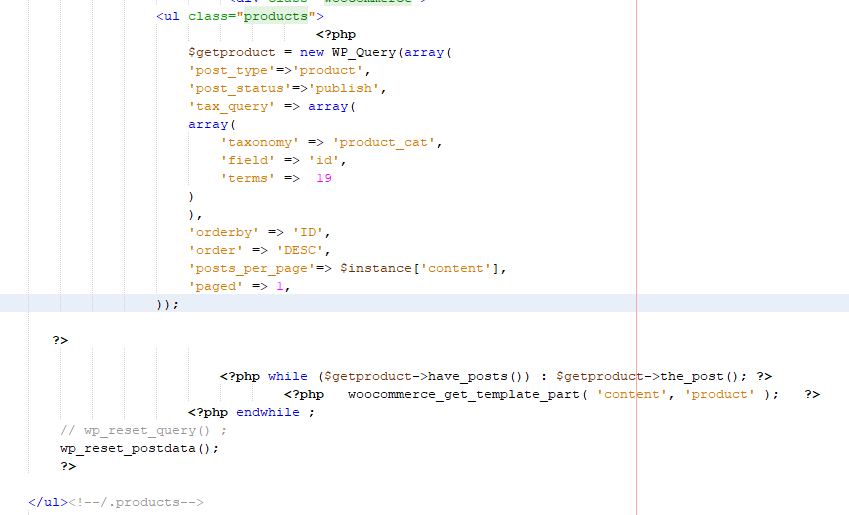 <ul class="products">
<?php
$getproduct = new WP_Query(array(
'post_type'=>'product',
'post_status'=>'publish',
'tax_query' => array(
array(
'taxonomy' => 'product_cat',
'field' => 'id',
'terms' =>  19
)
),
'orderby' => 'ID',
'order' => 'DESC',
'posts_per_page'=> $instance['content'],
'paged' => 1,
));
?>
<?php while ($getproduct->have_posts()) : $getproduct->the_post(); ?>
<?php   woocommerce_get_template_part( 'content', 'product' );   ?>
<?php endwhile ;
// wp_reset_query() ;
wp_reset_postdata();
?>
</ul><!--/.products-->